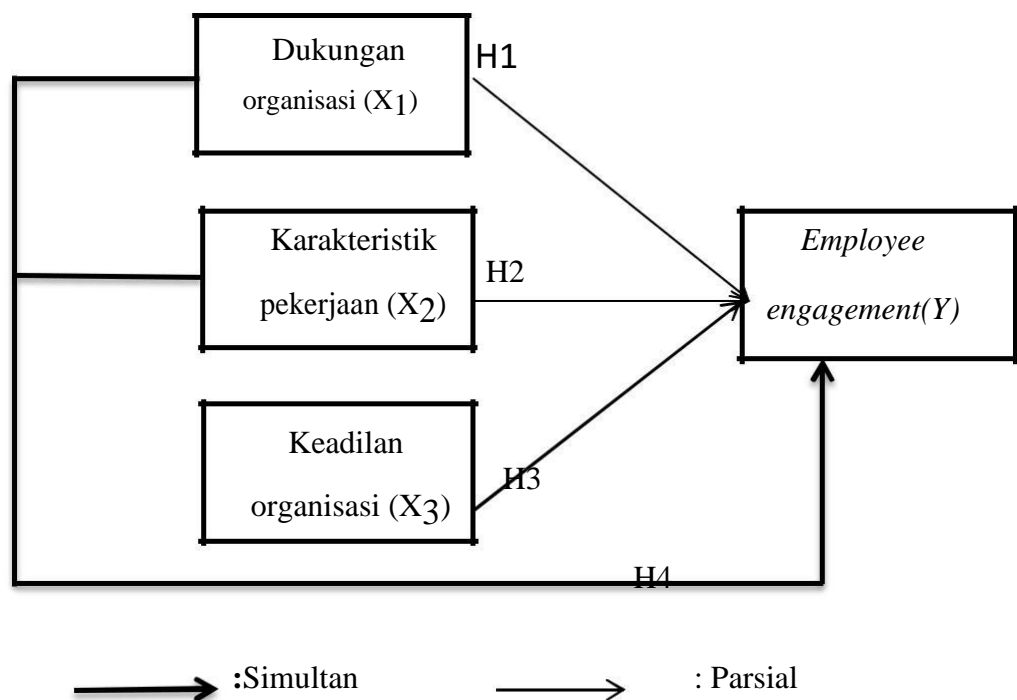 Dukungan
organisasi (X1)
H1
Karakteristik
pekerjaan (X2)
H2
Employee
engagement(Y)
Keadilan
organisasi (X3)
H3
H4
:Simultan
: Parsial